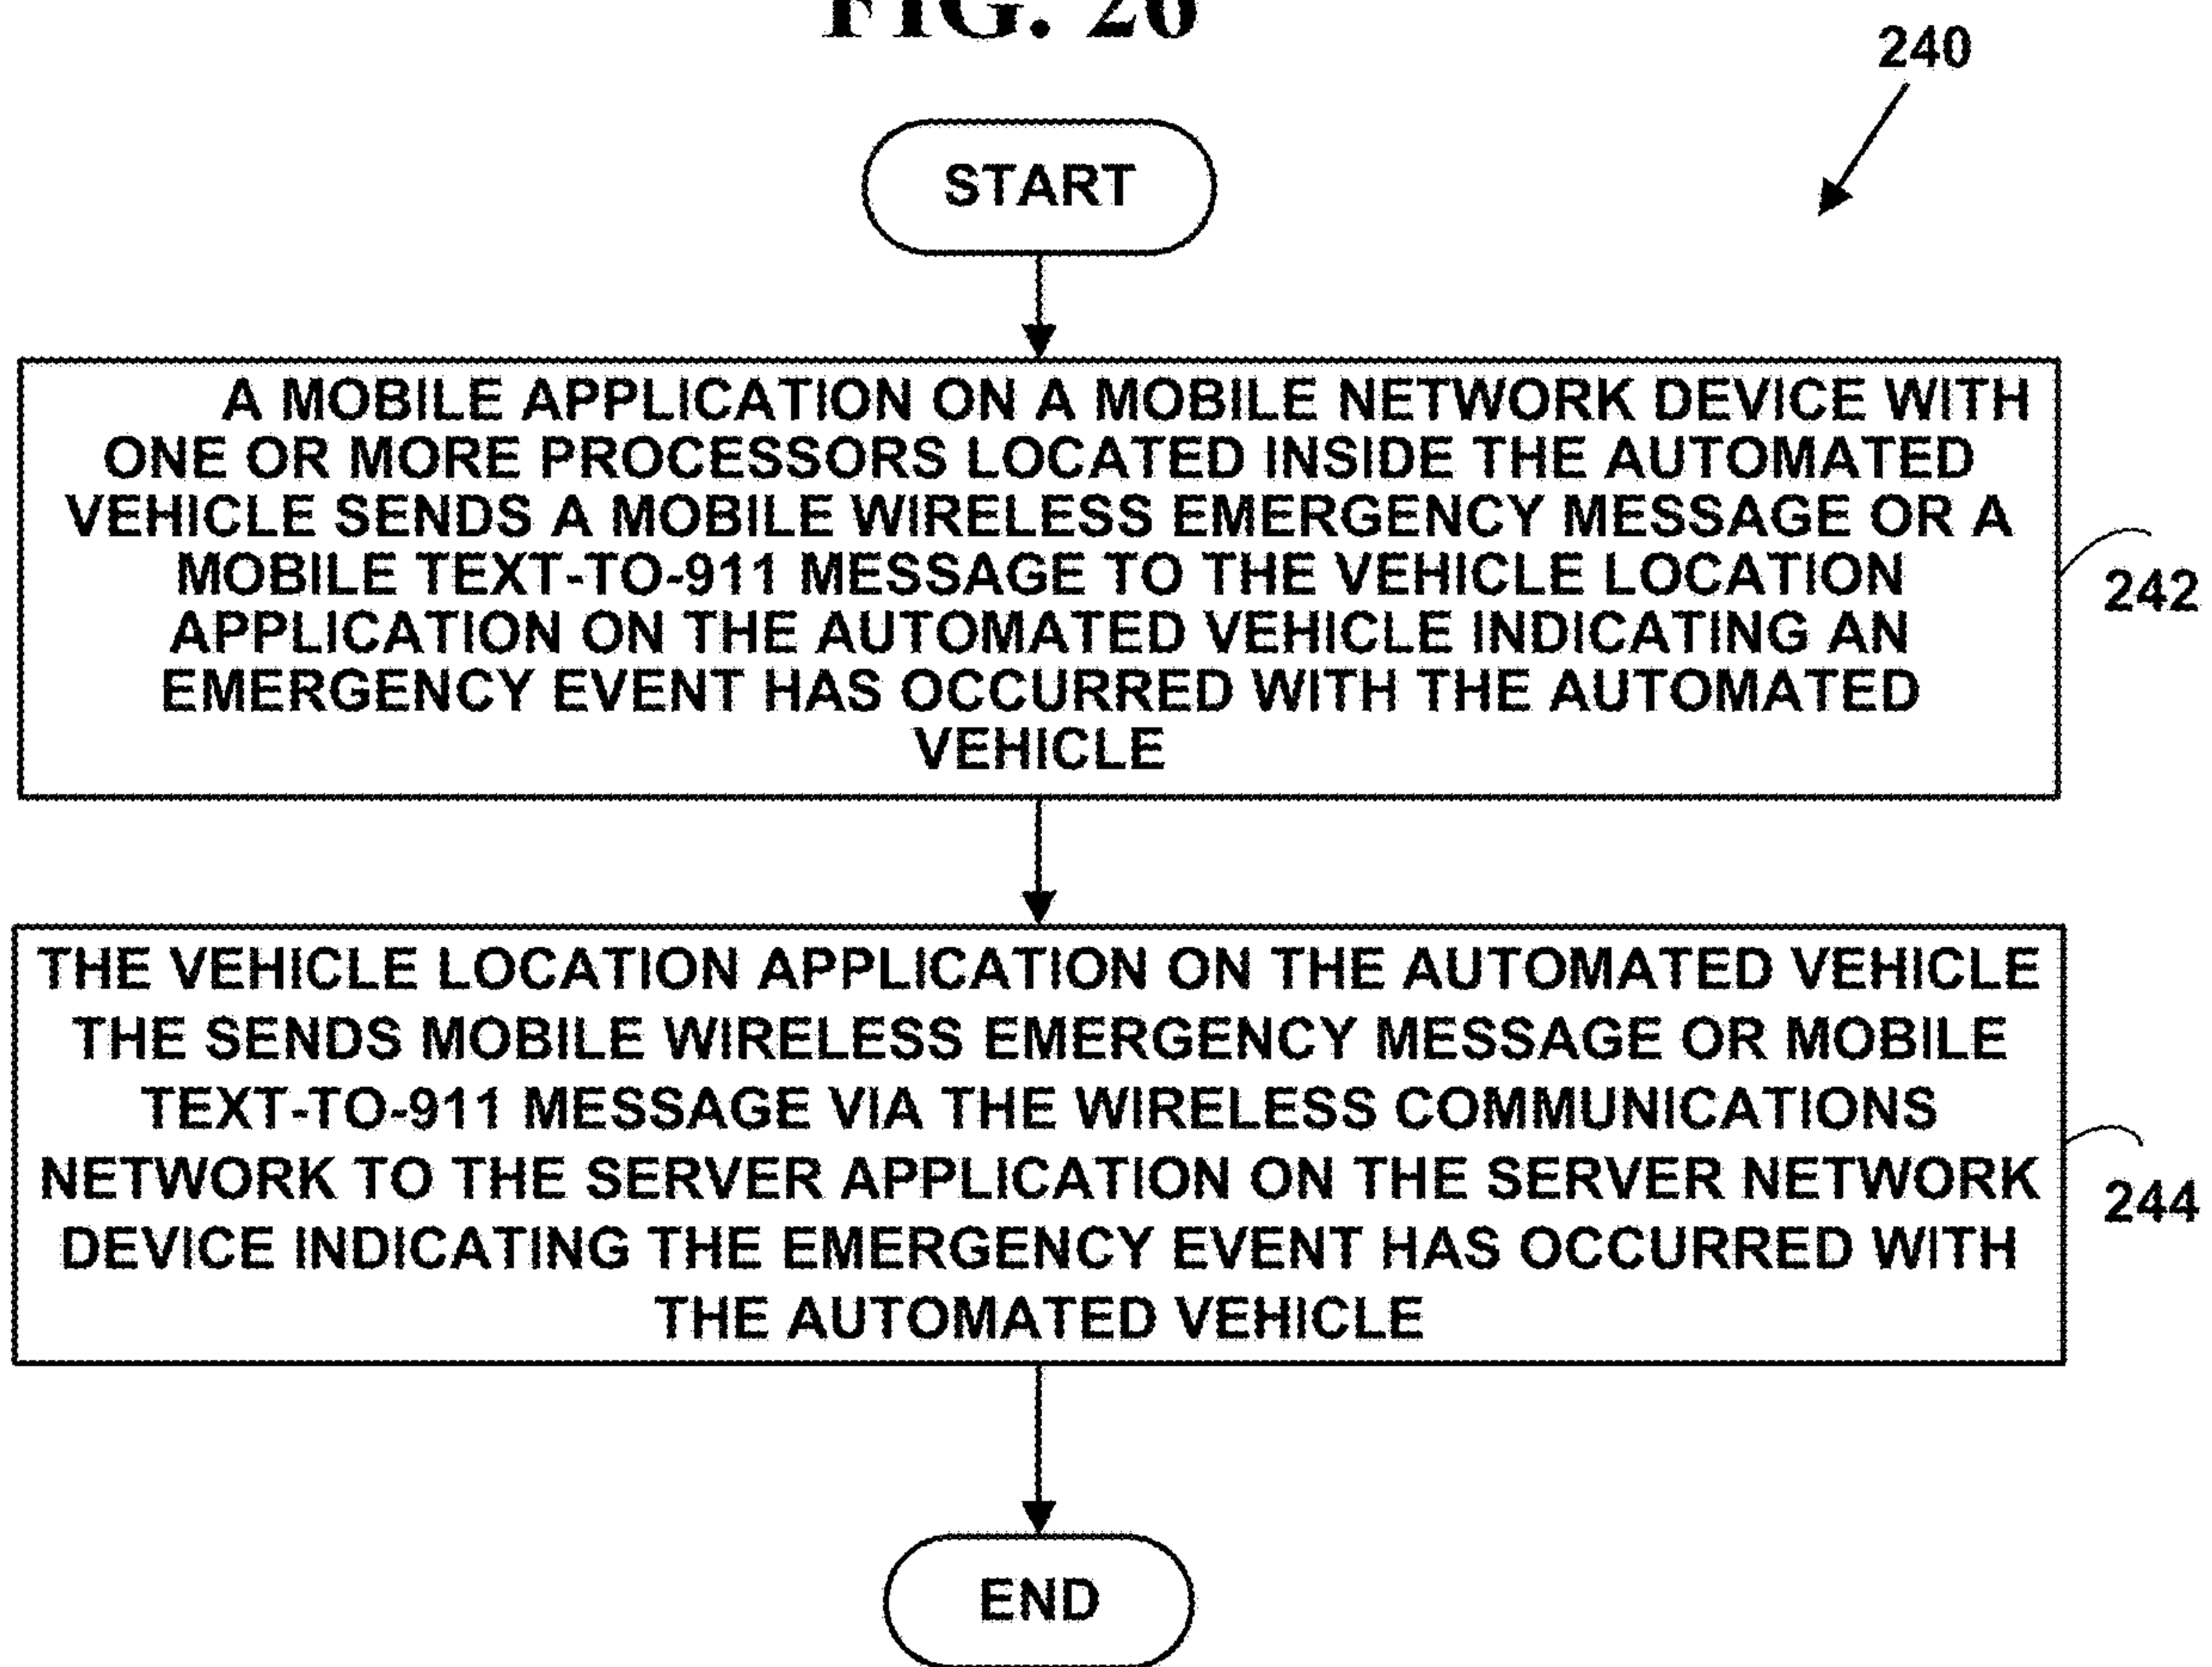 FIG. 20
240
START
A MOBILE APPLICATION ON A MOBILE NETWORK DEVICE WITH
ONE OR MORE PROCESSORS LOCATED INSIDE THE AUTOMATED
VEHICLE SENDS A MOBILE WIRELESS EMERGENCY MESSAGE OR A
MOBILE TEXT-TO-911 MESSAGE TO THE VEHICLE LOCATION
APPLICATION ON THE AUTOMATED VEHICLE INDICATING AN
EMERGENCY EVENT HAS OCCURRED WITH THE AUTOMATED
VEHICLE
242
THE VEHICLE LOCATION APPLICATION ON THE AUTOMATED VEHICLE
THE SENDS MOBILE WIRELESS EMERGENCY MESSAGE OR MOBILE
TEXT-TO-911 MESSAGE VIA THE WIRELESS COMMUNICATIONS
NETWORK TO THE SERVER APPLICATION ON THE SERVER NETWORK
DEVICE INDICATING THE EMERGENCY EVENT HAS OCCURRED WITH
THE AUTOMATED VEHICLE
244
END